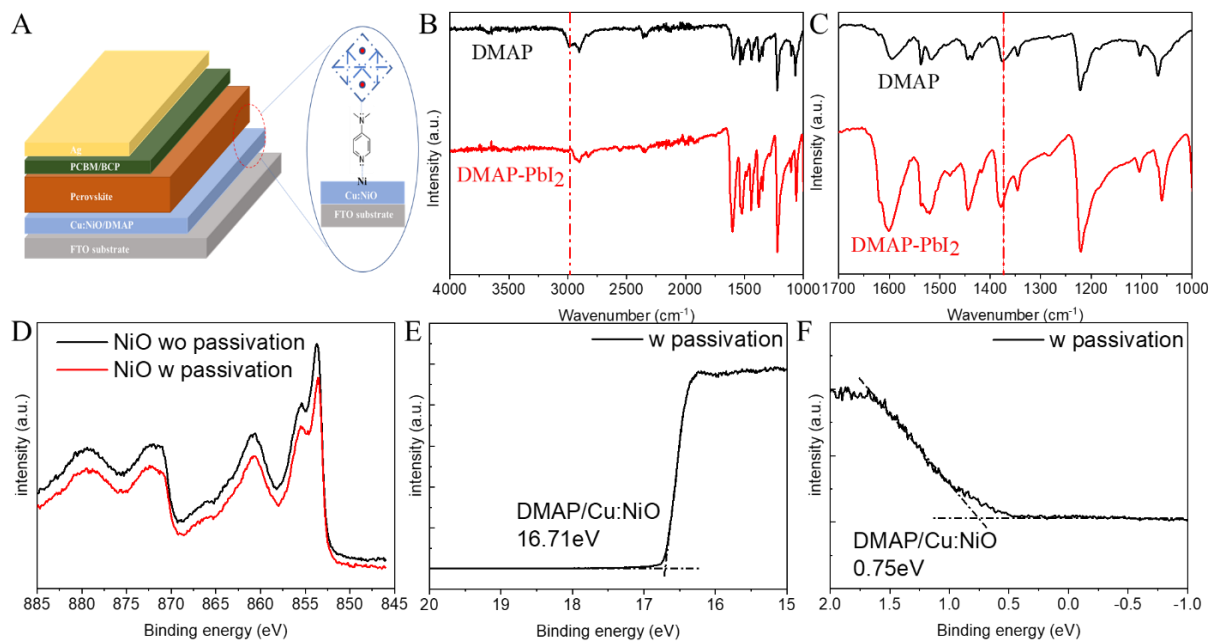 A
Ag
PCBM/BCP
Perovskite
Cu:NiO/DMAP
FTO substrate
N
N
Ni
Cu:NiO
FTO substrate
B
DMAP
DMAP-PbI₂
Intensity (a.u.)
4000 3000 2500 2000 1500 1000
Wavenumber (cm⁻¹)
C
DMAP
DMAP-PbI₂
Intensity (a.u.)
1700 1600 1500 1400 1300 1200 1100 1000
Wavenumber (cm⁻¹)
D
NiO wo passivation
NiO w passivation
intensity (a.u.)
885 880 875 870 865 860 855 850 845
Binding energy (eV)
E
w passivation
DMAP/Cu:NiO
16.71eV
intensity (a.u.)
20 19 18 17 16 15
Binding energy (eV)
F
w passivation
DMAP/Cu:NiO
0.75eV
intensity (a.u.)
2.0 1.5 1.0 0.5 0.0 -0.5 -1.0
Binding energy (eV)